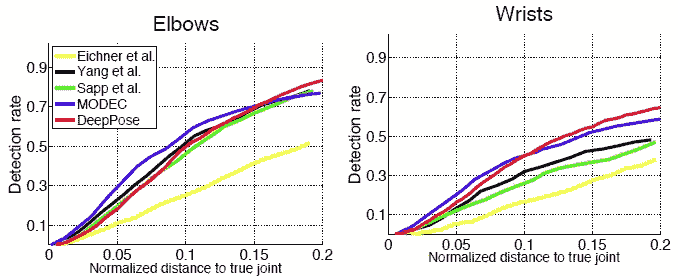 Elbows
Detection rate
0.9
0.7
0.5
0.3
0.1
Eichner et al.
Yang et al.
Sapp et al.
MODEC
DeepPose
0 0.05 0.1 0.15 0.2
Normalized distance to true joint
Wrists
Detection rate
0.9
0.7
0.5
0.3
0.1
0 0.05 0.1 0.15 0.2
Normalized distance to true joint